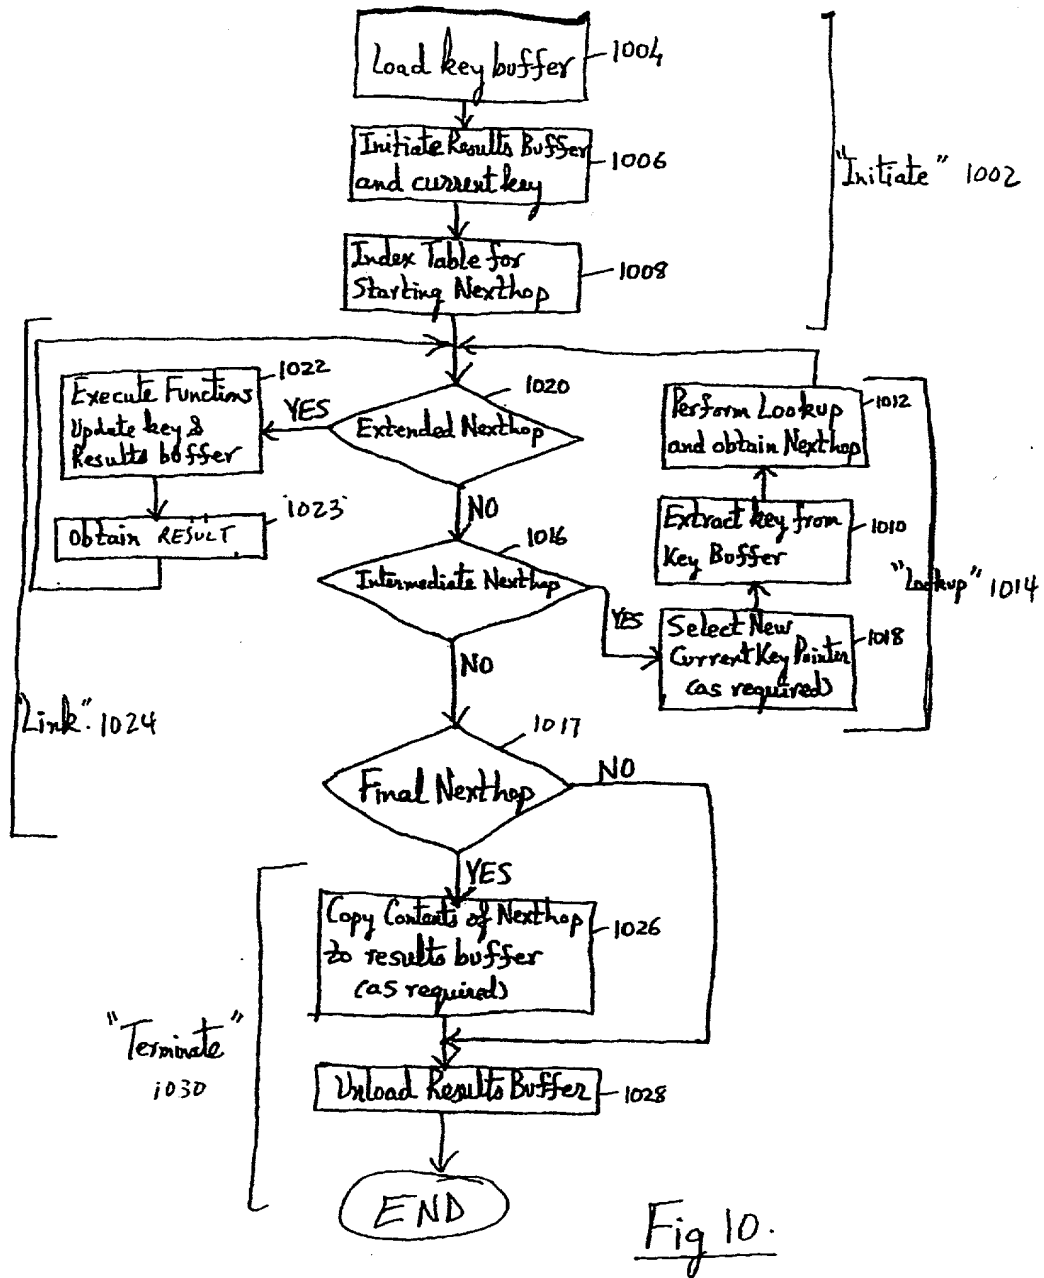 Load key buffer
1004
Initiate Results Buffer
and current key
1006
"Initiate" 1002
Index Table for
Starting Nexthop
1008
1022
Execute Functions
Update key &
Results buffer
YES
1020
Extended Nexthop
Perform Lookup
and obtain Nexthop
1012
NO
1023
Obtain RESULT
Extract key from
Key Buffer
1010
1016
Intermediate Nexthop
"Lookup" 1014
YES
Select New
Current Key Pointer
(as required)
1018
NO
"Link" 1024
1017
Final Nexthop
NO
YES
Copy Contents of Nexthop
to results buffer
(as required)
1026
"Terminate"
1030
Unload Results Buffer
1028
END
Fig 10.